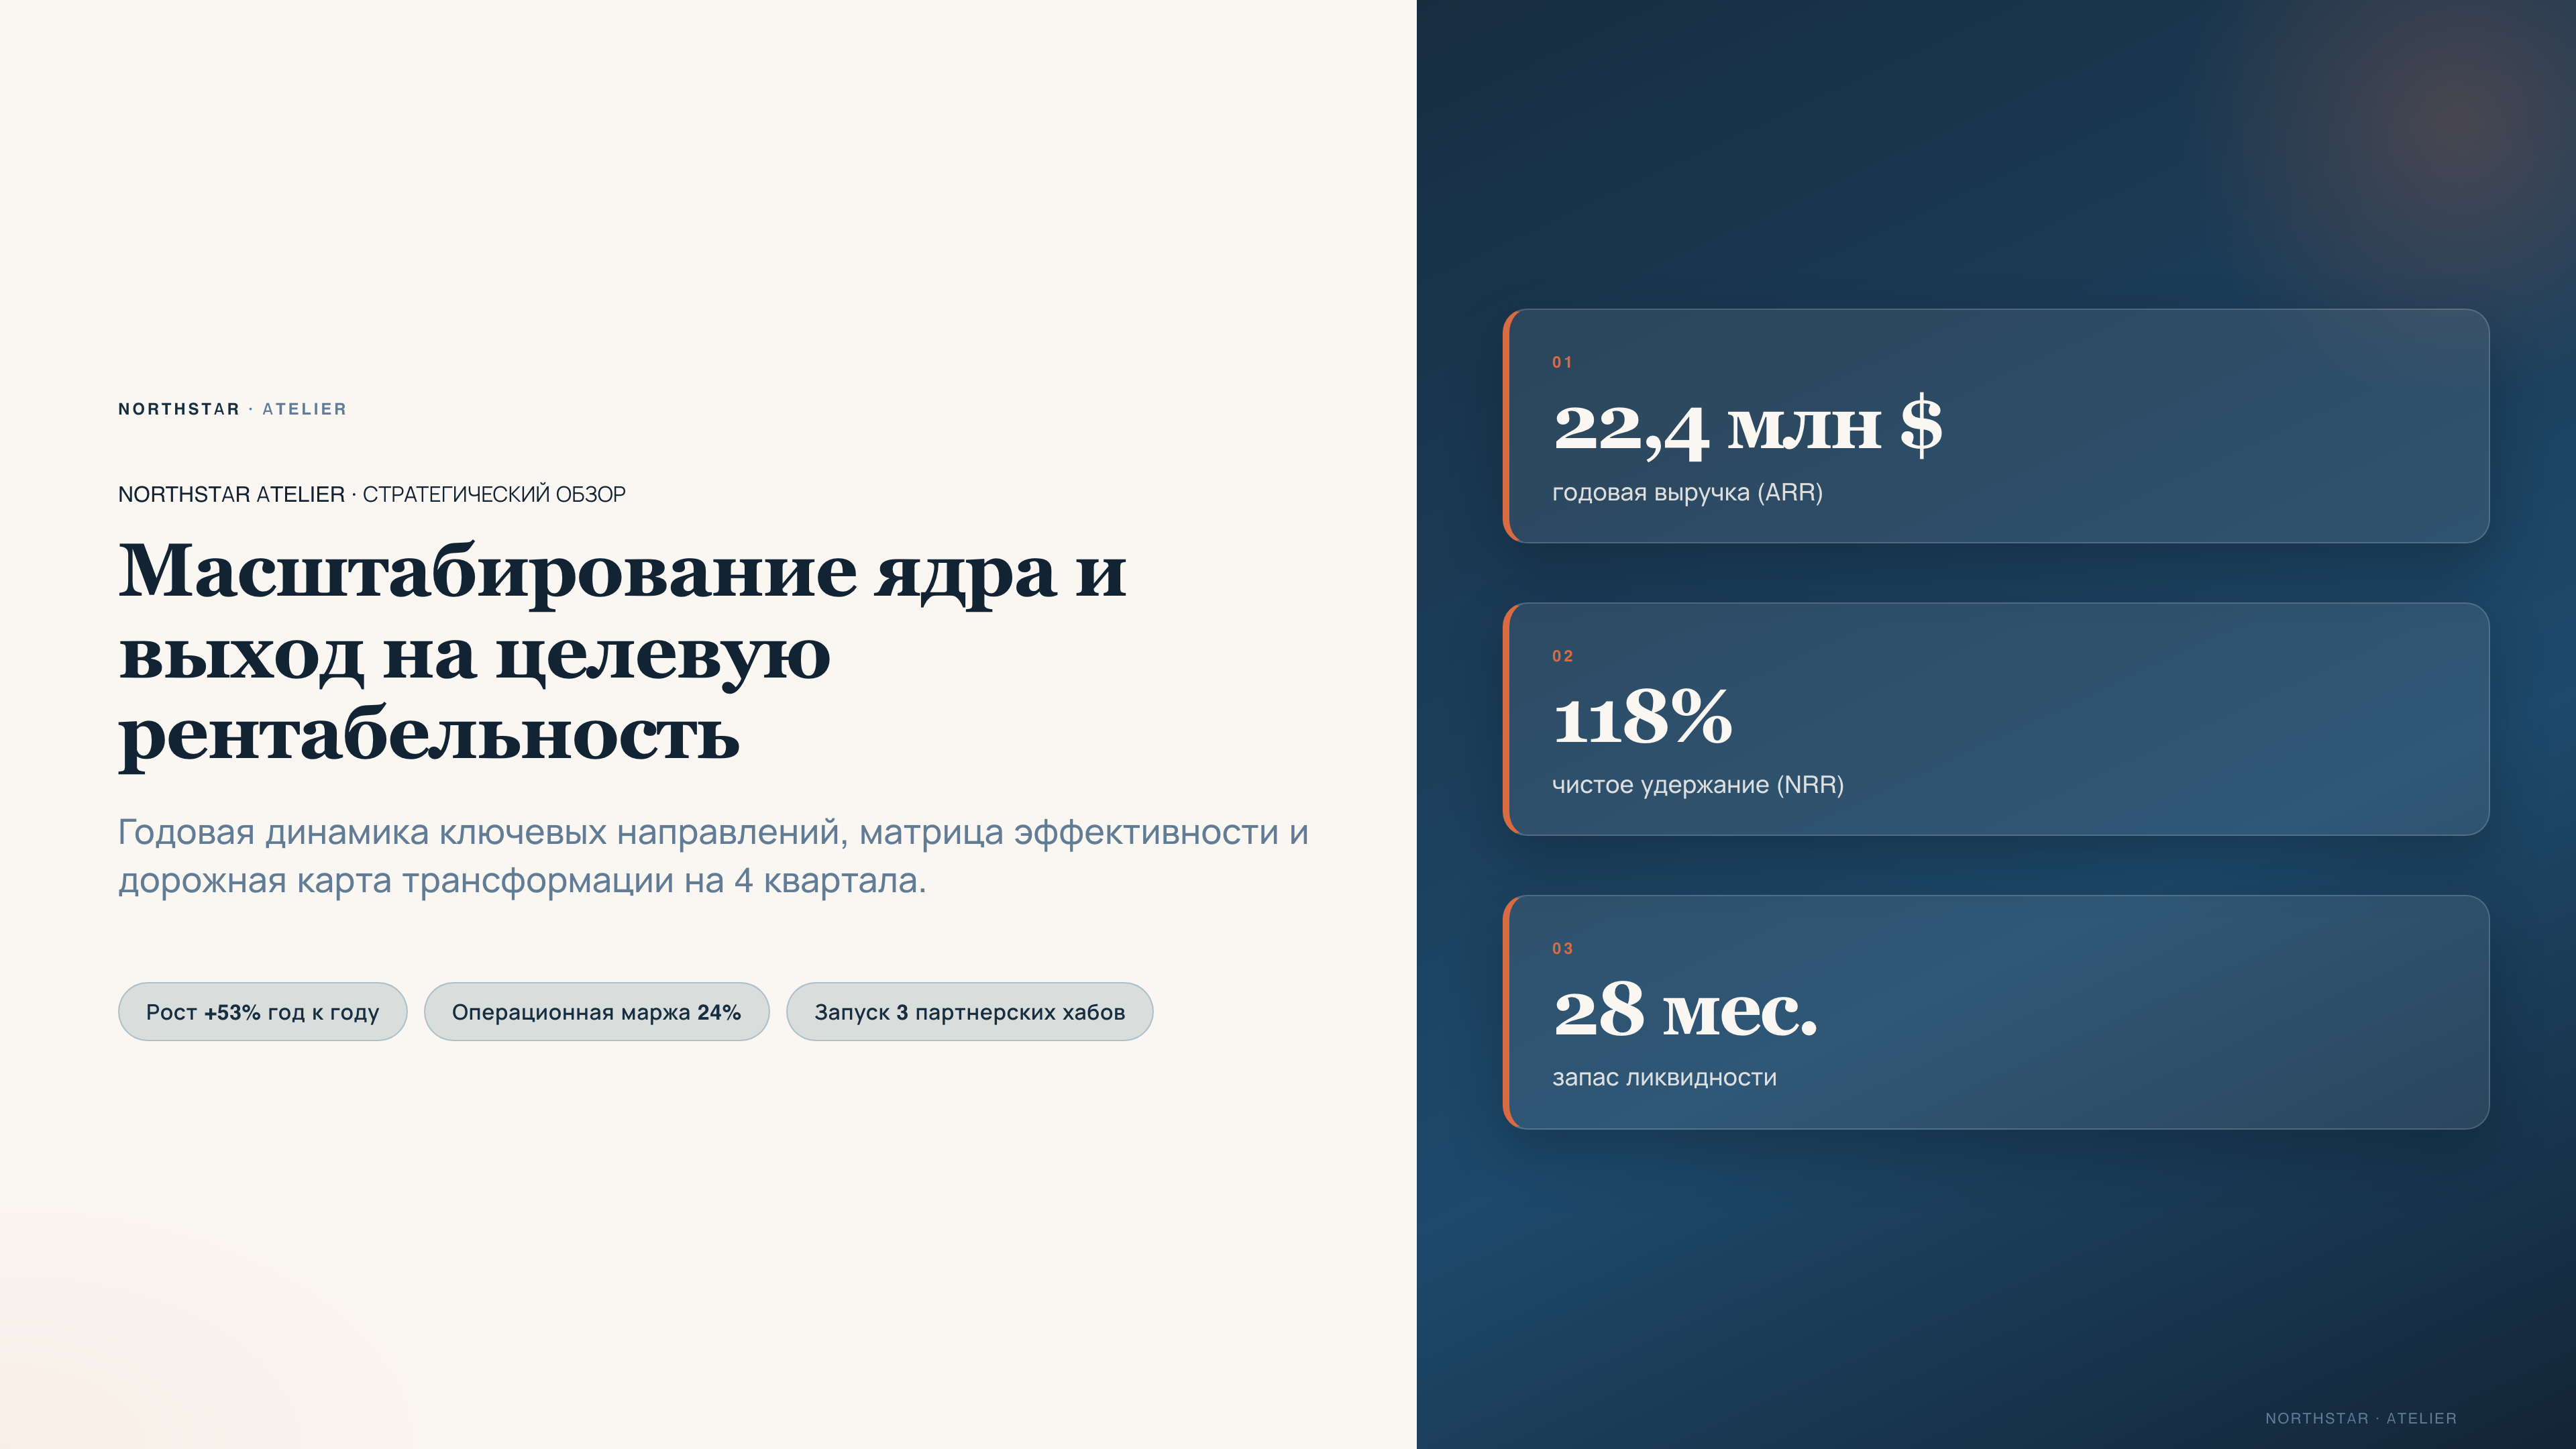 NORTHSTAR · ATELIER
NORTHSTAR ATELIER · СТРАТЕГИЧЕСКИЙ ОБЗОР
Масштабирование ядра и
выход на целевую
рентабельность
Годовая динамика ключевых направлений, матрица эффективности и
дорожная карта трансформации на 4 квартала.
Рост +53% год к году
Операционная маржа 24%
Запуск 3 партнерских хабов
01
22,4 млн $
годовая выручка (ARR)
02
118%
чистое удержание (NRR)
03
28 мес.
запас ликвидности
NORTHSTAR · ATELIER